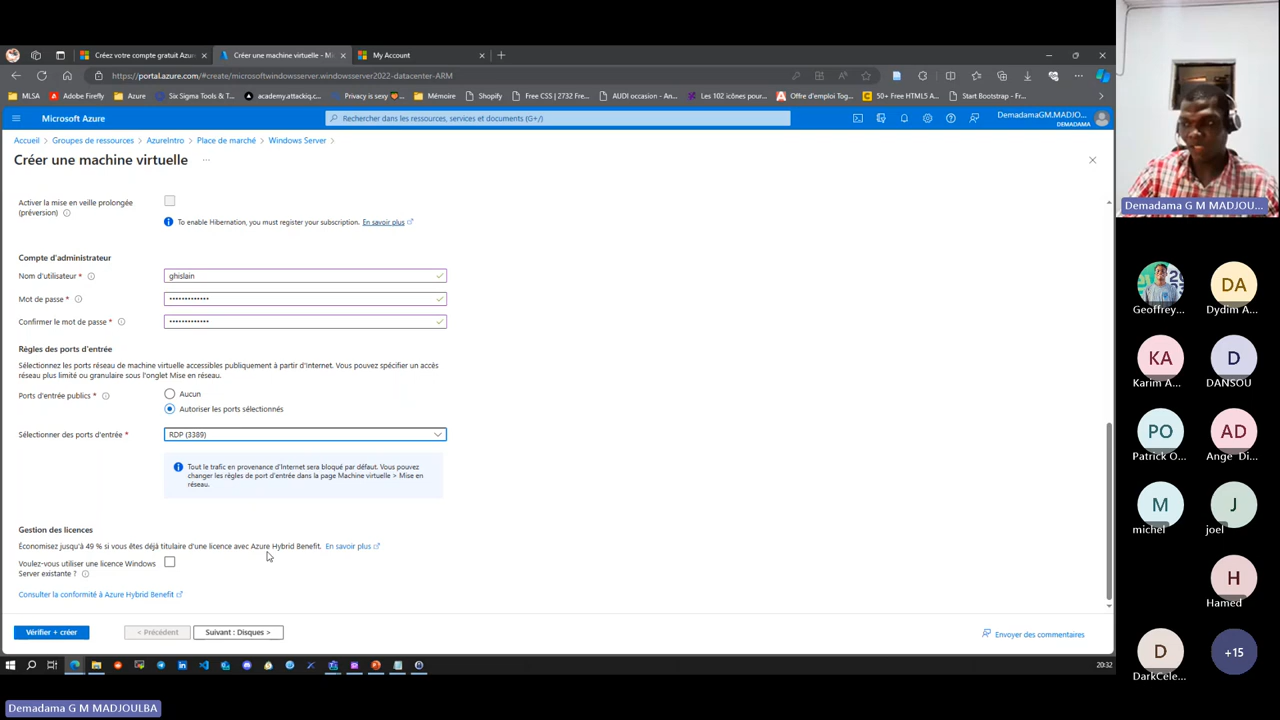 Créez votre compte gratuit Azur
Créer une machine virtuelle - Mi
My Account
https://portal.azure.com/#create/microsoftwindowsserver.windowsserver2022-datacenter-ARM
MLSA
Adobe Firefly
Azure
Six Sigma Tools & T...
academy.attackiq.c...
Privacy is sexy
Mémoire
Shopify
Free CSS | 2732 Fre...
AUDI occasion - An...
Les 102 icônes pour...
Offre d'emploi Tog...
50+ Free HTML5 A...
Start Bootstrap - Fr...
Microsoft Azure
Rechercher dans les ressources, services et documents (G+/)
DemadamaGM.MADJO...
DEMADAMA
Accueil > Groupes de ressources > AzureIntro > Place de marché > Windows Server >
Créer une machine virtuelle ...
Activer la mise en veille prolongée
(préversion)
To enable Hibernation, you must register your subscription. En savoir plus
Compte d'administrateur
Nom d'utilisateur * ghislain
Mot de passe * •••••••••••••
Confirmer le mot de passe * •••••••••••••
Règles des ports d'entrée
Sélectionnez les ports réseau de machine virtuelle accessibles publiquement à partir d'Internet. Vous pouvez spécifier un accès
réseau plus limité ou granulaire sous l'onglet Mise en réseau.
Ports d'entrée publics *
Aucun
Autoriser les ports sélectionnés
Sélectionner des ports d'entrée * RDP (3389)
Tout le trafic en provenance d'Internet sera bloqué par défaut. Vous pouvez
changer les règles de port d'entrée dans la page Machine virtuelle > Mise en
réseau.
Gestion des licences
Économisez jusqu'à 49 % si vous êtes déjà titulaire d'une licence avec Azure Hybrid Benefit. En savoir plus
Voulez-vous utiliser une licence Windows
Server existante ?
Consulter la conformité à Azure Hybrid Benefit
Vérifier + créer
< Précédent
Suivant : Disques >
Envoyer des commentaires
20:32
Demadama G M MADJOULBA
Demadama G M MADJOU...
Geoffrey...
DA
Dydim A...
KA
Karim A...
D
DANSOU
PO
Patrick O...
AD
Ange Di...
M
michel
J
joel
H
Hamed
D
DarkCele...
+15